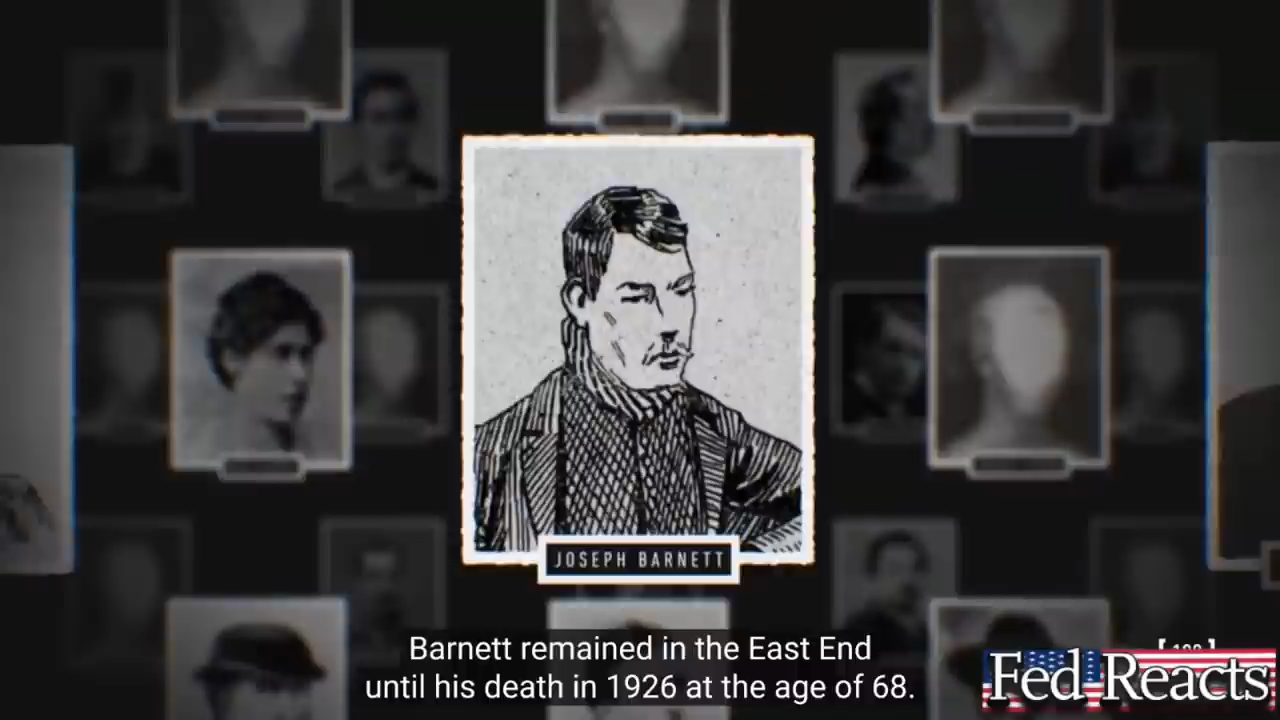 JOSEPH BARNETT
Barnett remained in the East End
until his death in 1926 at the age of 68.
Fed Reacts